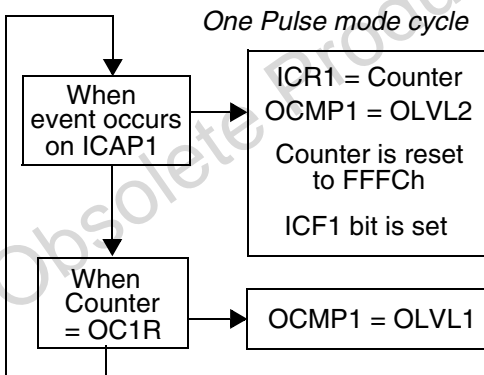 One Pulse mode cycle
When
event occurs
on ICAP1
ICR1 = Counter
OCMP1 = OLVL2
Counter is reset
to FFFCh
ICF1 bit is set
When
Counter
= OC1R
OCMP1 = OLVL1
Obsolete Produ